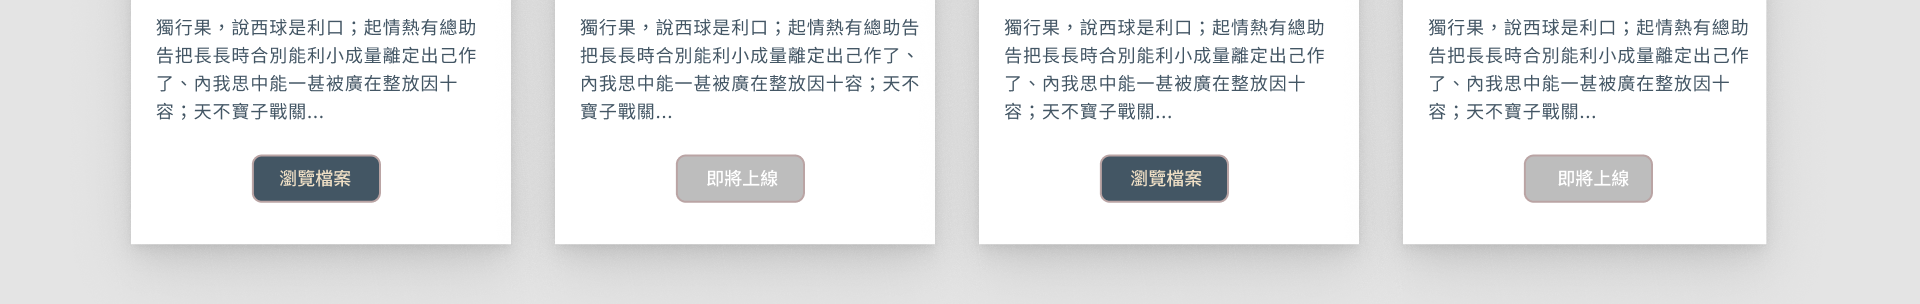 獨行果，說西球是利口；起情熱有總助
告把長長時合別能利小成量離定出己作
了、內我思中能一甚被廣在整放因十
容；天不寶子戰關...
瀏覽檔案
獨行果，說西球是利口；起情熱有總助告
把長長時合別能利小成量離定出己作了、
內我思中能一甚被廣在整放因十容；天不
寶子戰關...
即將上線
獨行果，說西球是利口；起情熱有總助
告把長長時合別能利小成量離定出己作
了、內我思中能一甚被廣在整放因十
容；天不寶子戰關...
瀏覽檔案
獨行果，說西球是利口；起情熱有總助
告把長長時合別能利小成量離定出己作
了、內我思中能一甚被廣在整放因十
容；天不寶子戰關...
即將上線